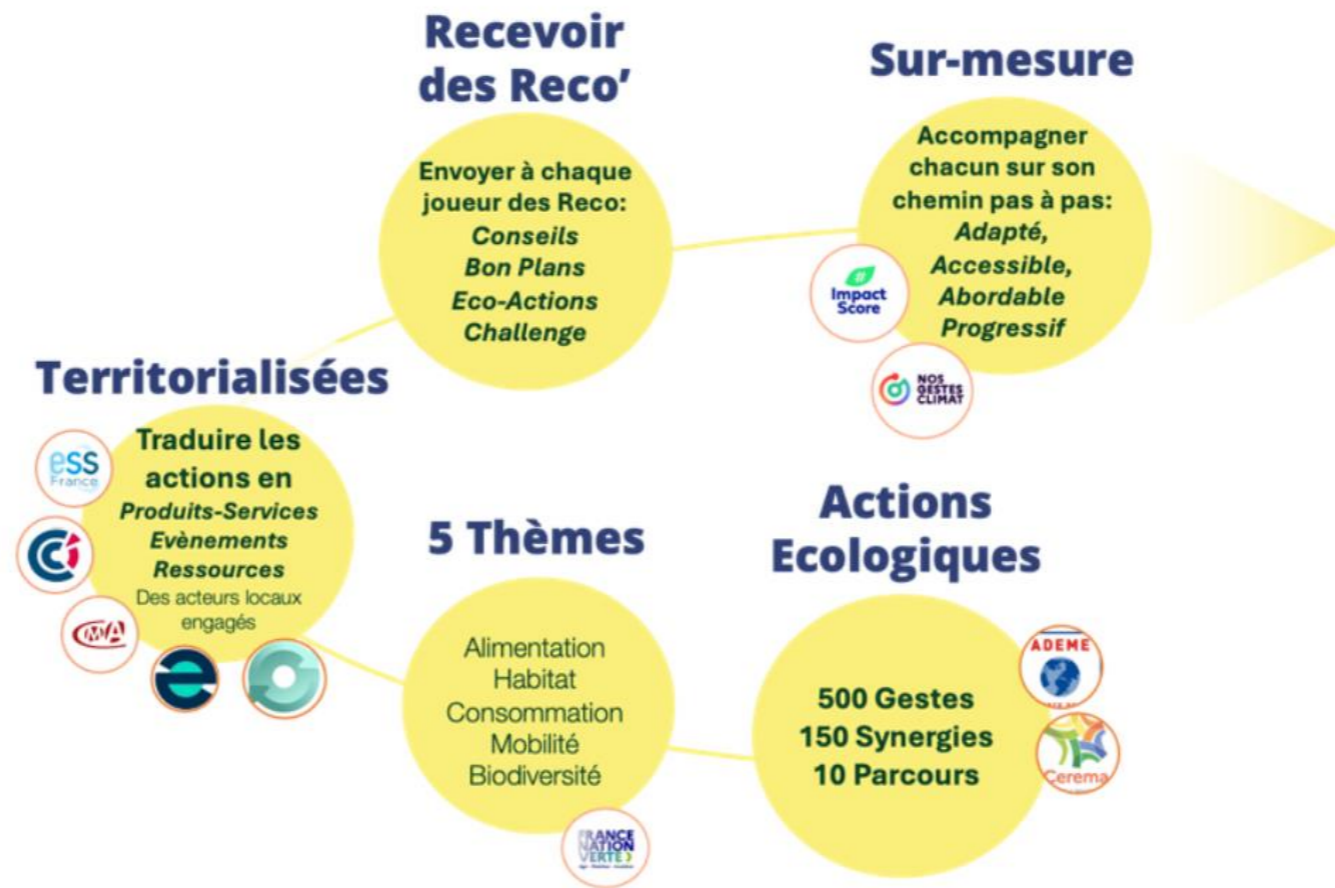 Recevoir
des Reco’
Envoyer à chaque
joueur des Reco:
Conseils
Bon Plans
Eco-Actions
Challenge
Sur-mesure
Accompagner
chacun sur son
chemin pas à pas:
Adapté,
Accessible,
Abordable
Progressif
Impact
Score
NOS
GESTES
CLIMAT
Territorialisées
Traduire les
actions en
Produits-Services
Evènements
Ressources
Des acteurs locaux
engagés
ess
France
CCi
CMA
e
5 Thèmes
Alimentation
Habitat
Consommation
Mobilité
Biodiversité
FRANCE
NATION
VERTE
Actions
Ecologiques
500 Gestes
150 Synergies
10 Parcours
ADEME
Cerema